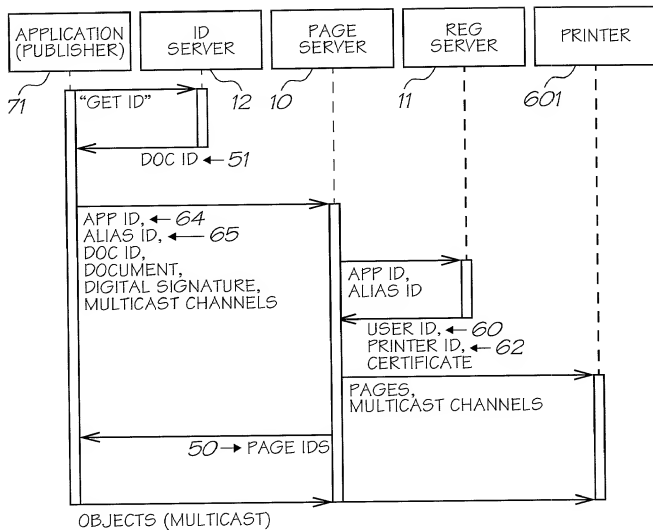 APPLICATION
(PUBLISHER)
ID
SERVER
PAGE
SERVER
REG
SERVER
PRINTER
71
12
10
11
601
"GET ID"
DOC ID ← 51
APP ID, ← 64
ALIAS ID, ← 65
DOC ID,
DOCUMENT,
DIGITAL SIGNATURE,
MULTICAST CHANNELS
APP ID,
ALIAS ID
USER ID, ← 60
PRINTER ID, ← 62
CERTIFICATE
PAGES,
MULTICAST CHANNELS
50 → PAGE IDS
OBJECTS (MULTICAST)